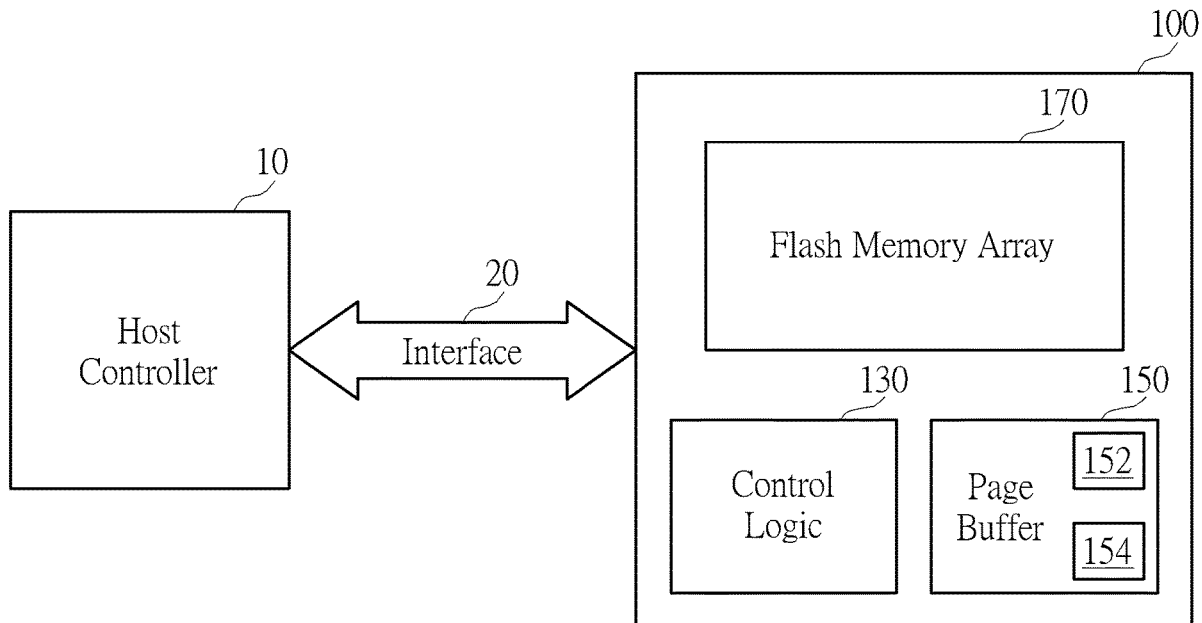 100
170
Flash Memory Array
10
Host
Controller
20
Interface
130
Control
Logic
150
Page
Buffer
152
154